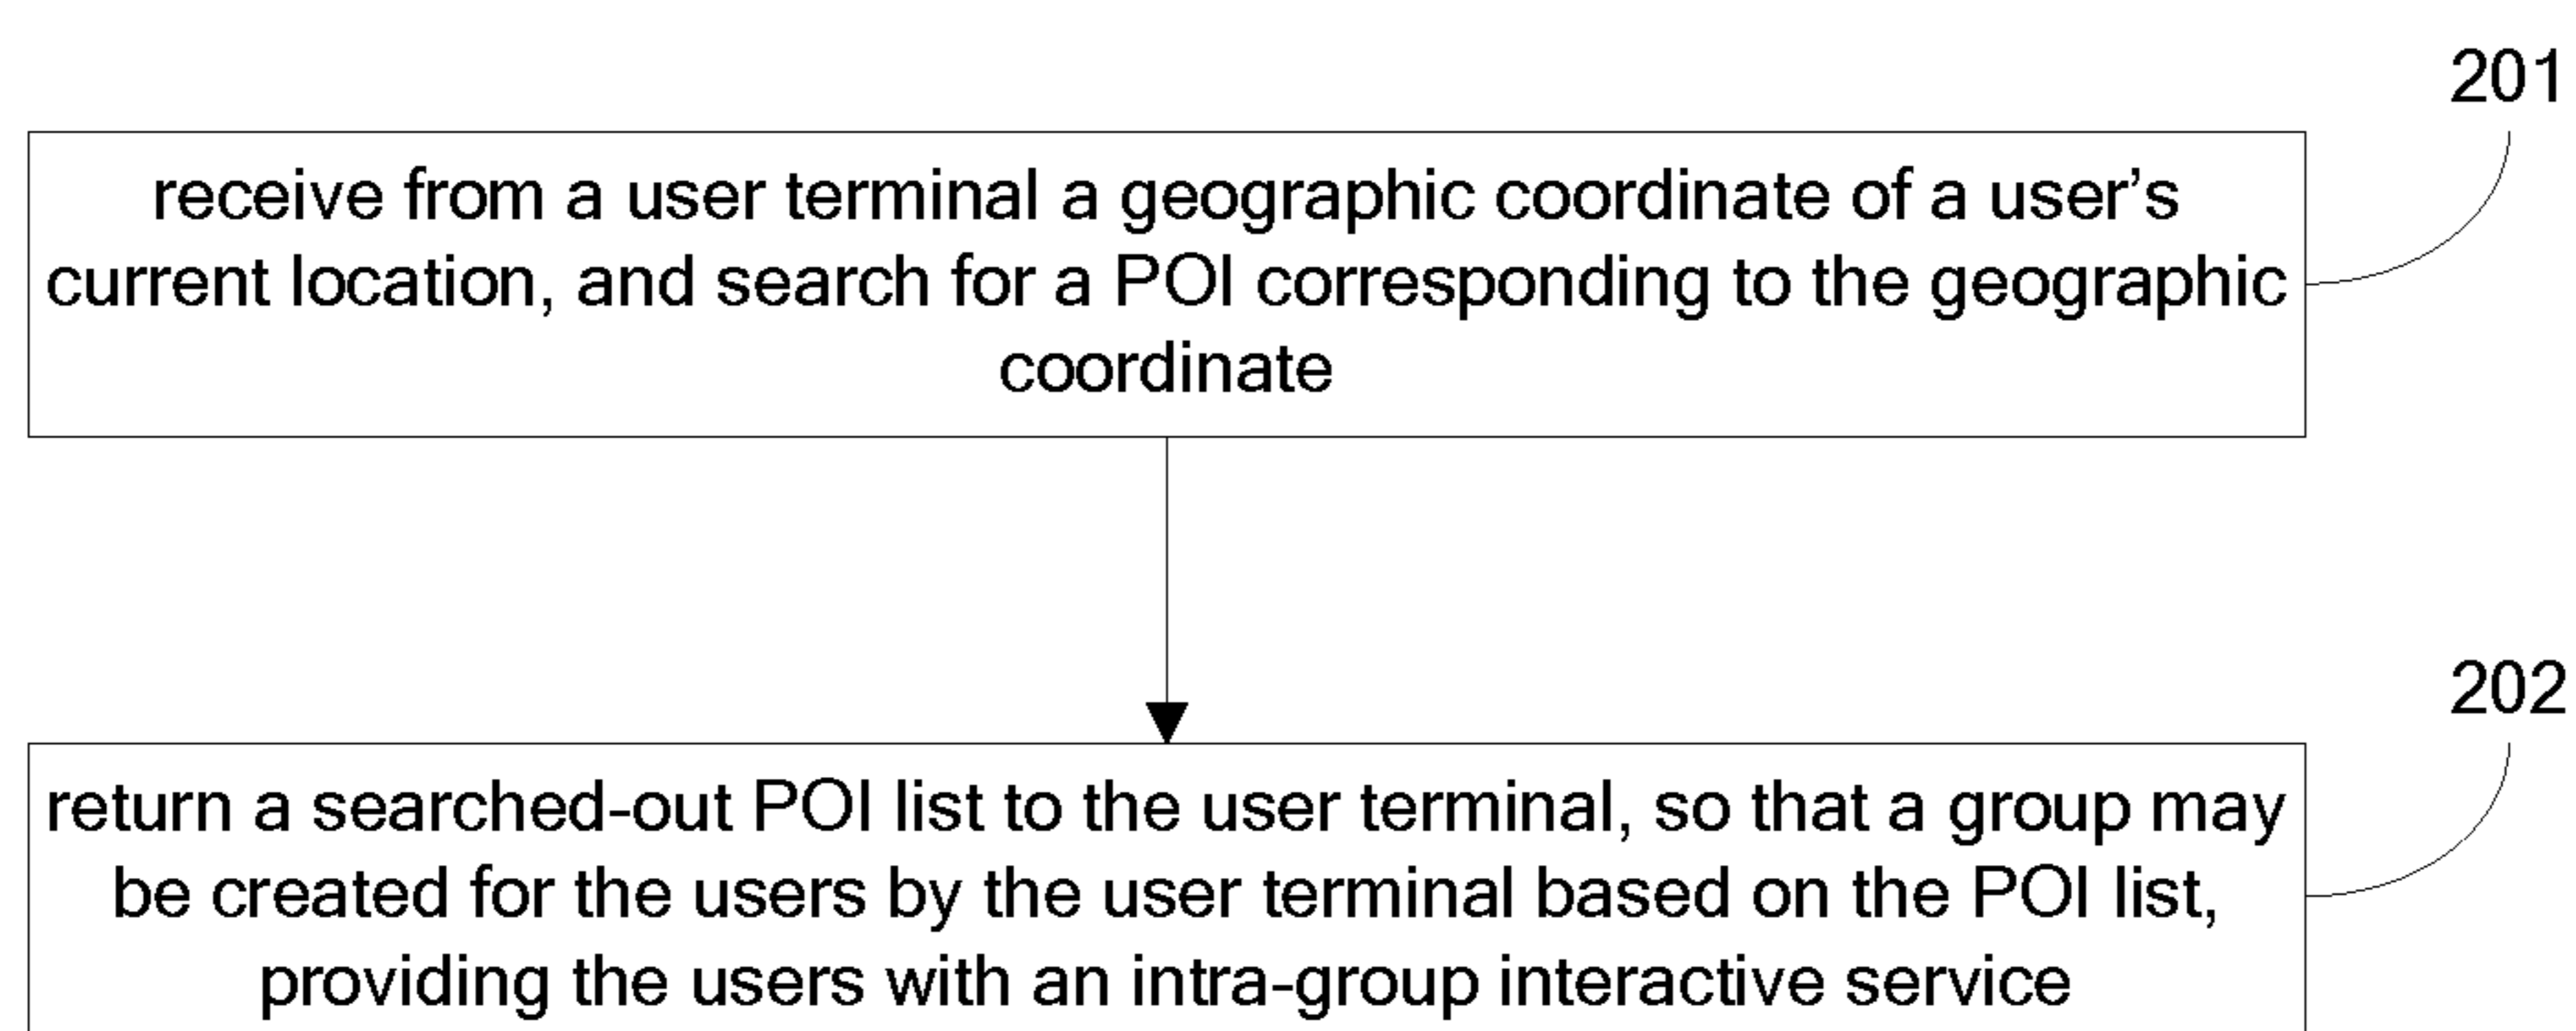 201
receive from a user terminal a geographic coordinate of a user’s
current location, and search for a POI corresponding to the geographic
coordinate
202
return a searched-out POI list to the user terminal, so that a group may
be created for the users by the user terminal based on the POI list,
providing the users with an intra-group interactive service